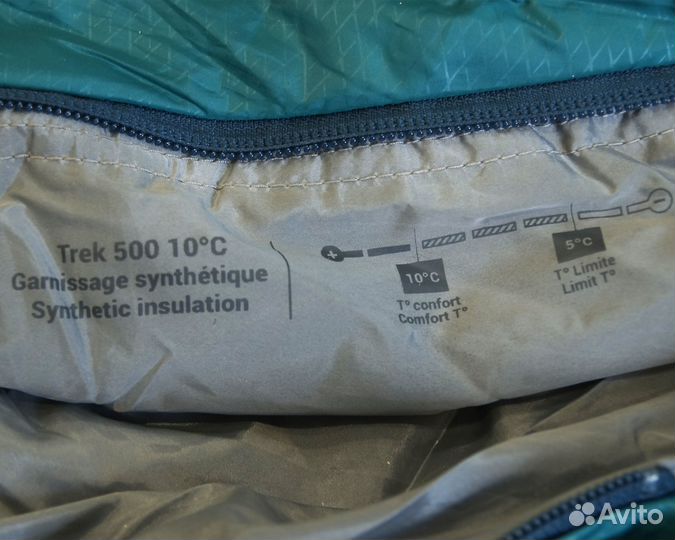 Trek 500 10°C
Garnissage synthétique
Synthetic insulation
10°C
T° confort
Comfort T°
5°C
T° Limite
Limit T°
Avito